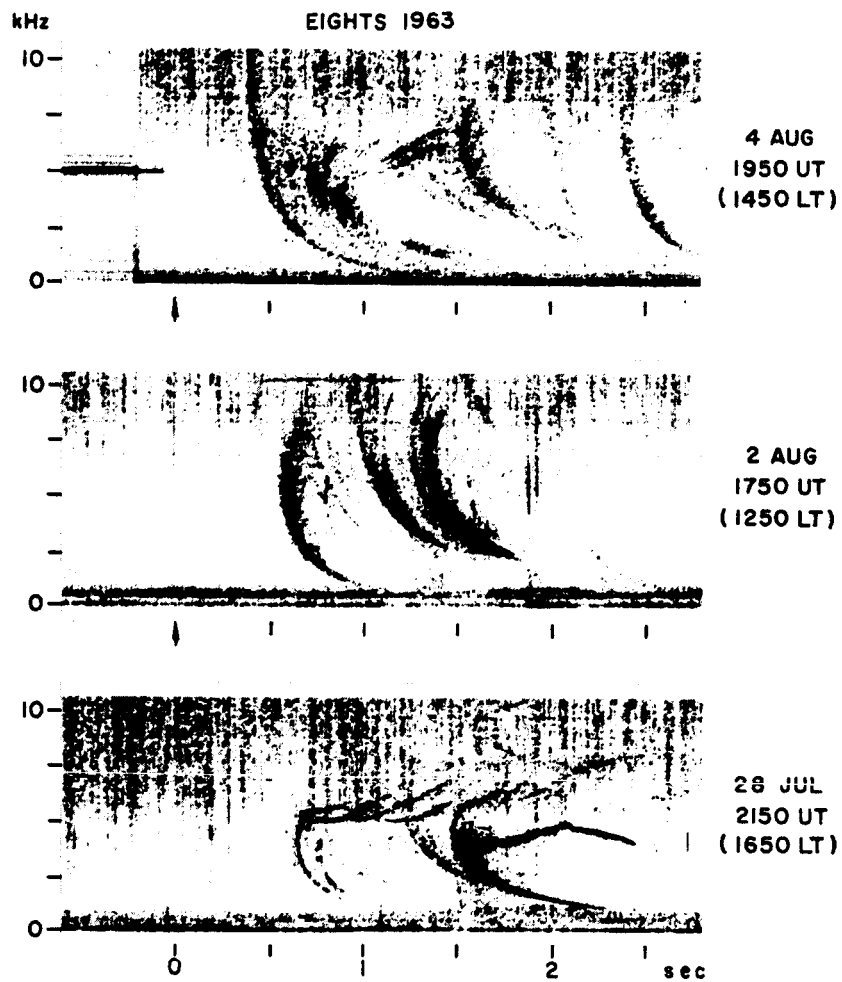 kHz
EIGHTS 1963
10
0
4 AUG
1950 UT
(1450 LT)
10
0
2 AUG
1750 UT
(1250 LT)
10
0
28 JUL
2150 UT
(1650 LT)
0 1 2 sec